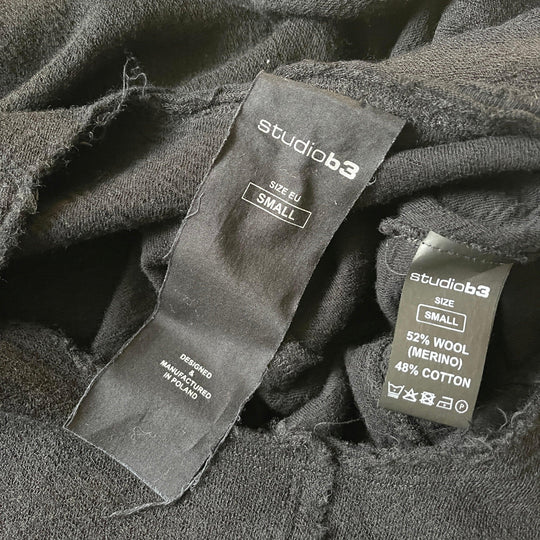 studiob3
SIZE EU
SMALL
DESIGNED
&
MANUFACTURED
IN POLAND
studiob3
SIZE
SMALL
52% WOOL
(MERINO)
48% COTTON